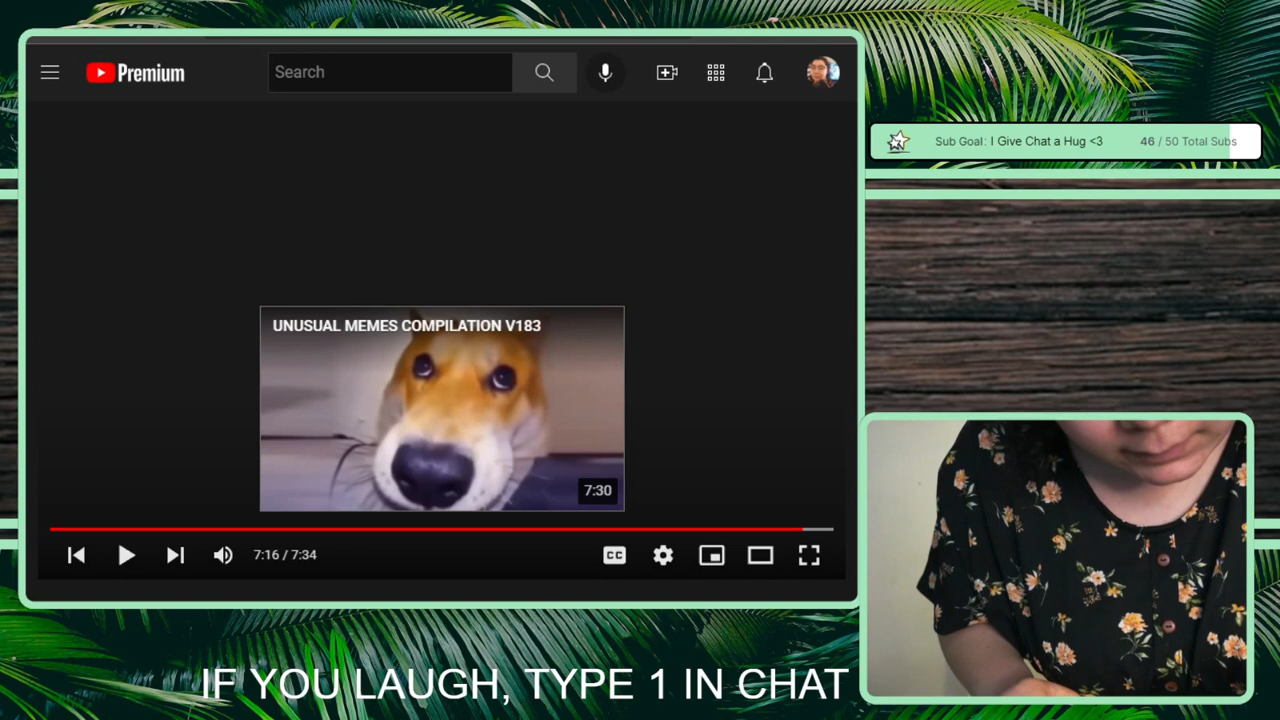 Premium
Search
Sub Goal: I Give Chat a Hug <3 46 / 50 Total Subs
UNUSUAL MEMES COMPILATION V183
7:30
7:16 / 7:34
CC
IF YOU LAUGH, TYPE 1 IN CHAT